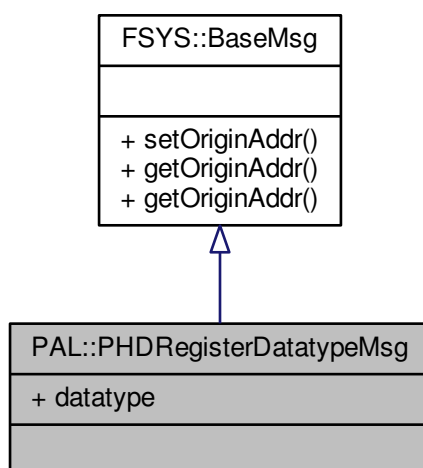 FSYS::BaseMsg
+ setOriginAddr()
+ getOriginAddr()
+ getOriginAddr()
PAL::PHDRegisterDatatypeMsg
+ datatype